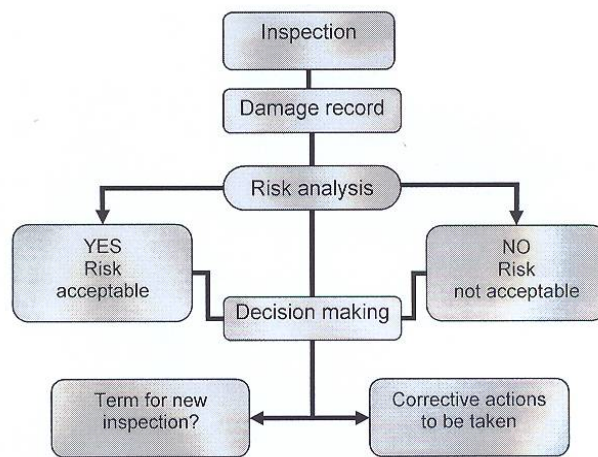 Inspection
Damage record
Risk analysis
YES
Risk
acceptable
NO
Risk
not acceptable
Decision making
Term for new
inspection?
Corrective actions
to be taken